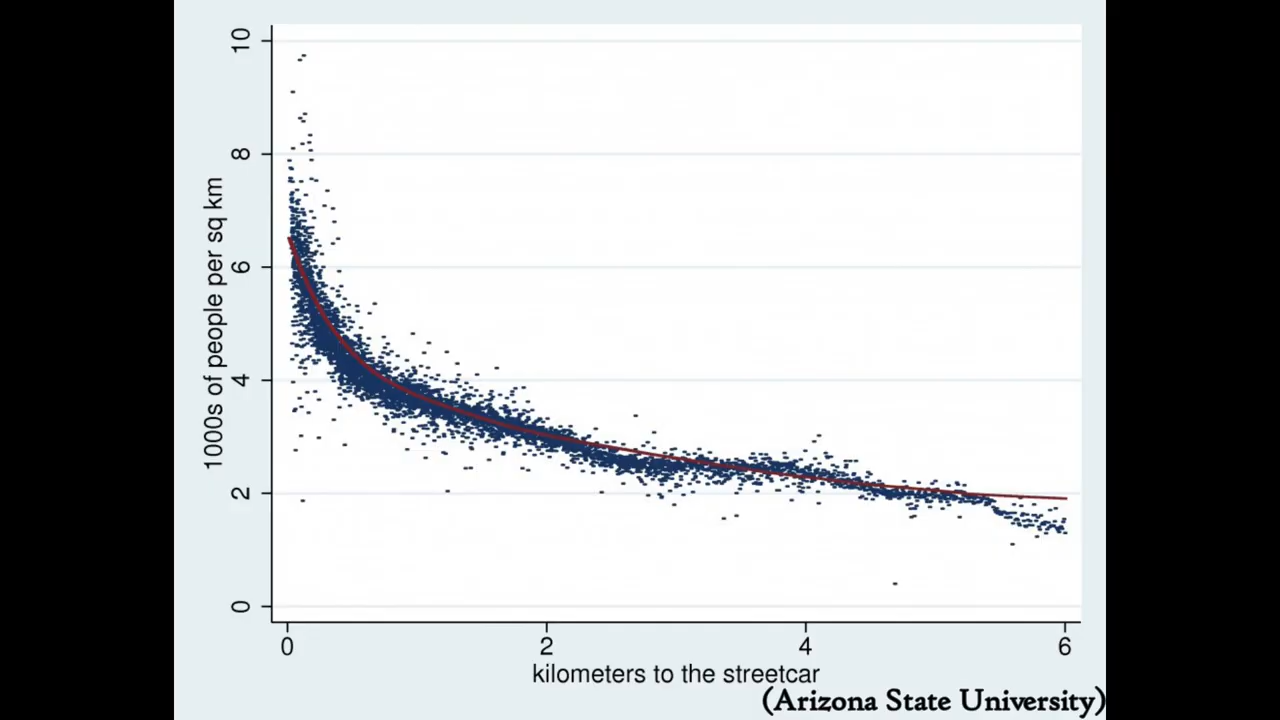 10
8
6
4
2
0
1000s of people per sq km
0 2 4 6
kilometers to the streetcar
(Arizona State University)